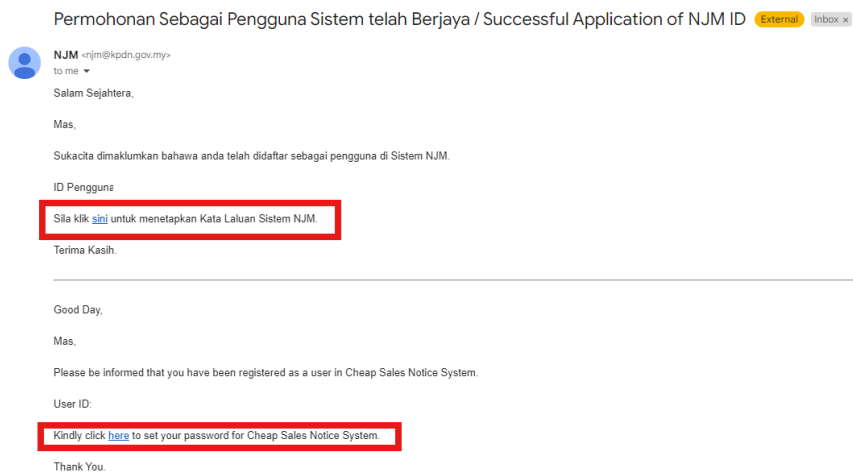 Permohonan Sebagai Pengguna Sistem telah Berjaya / Successful Application of NJM ID External Inbox ×
NJM <njm@kpdn.gov.my>
to me
Salam Sejahtera,
Mas,
Sukacita dimaklumkan bahawa anda telah didaftar sebagai pengguna di Sistem NJM.
ID Pengguna
Sila klik sini untuk menetapkan Kata Laluan Sistem NJM.
Terima Kasih.
Good Day,
Mas,
Please be informed that you have been registered as a user in Cheap Sales Notice System.
User ID:
Kindly click here to set your password for Cheap Sales Notice System.
Thank You.